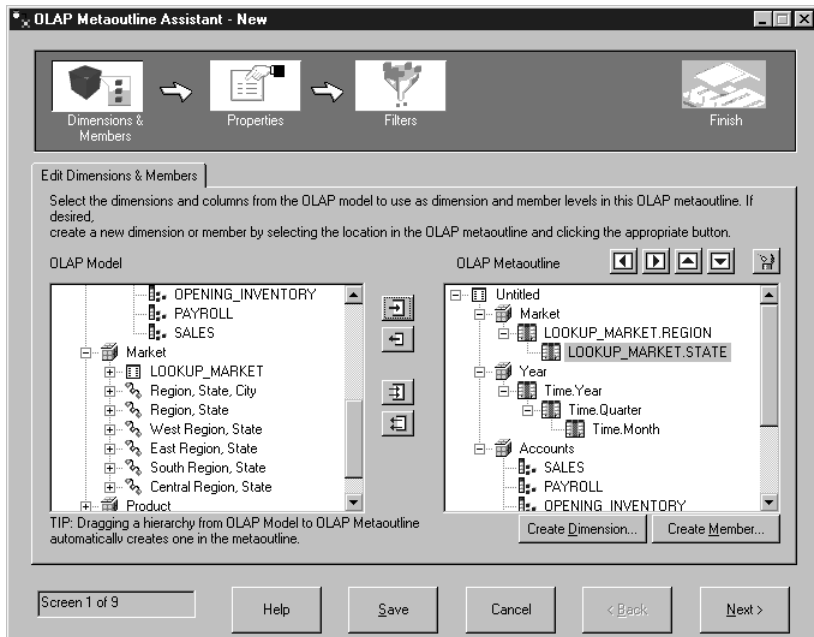 OLAP Metaoutline Assistant - New
Dimensions &
Members
Properties
Filters
Finish
Edit Dimensions & Members
Select the dimensions and columns from the OLAP model to use as dimension and member levels in this OLAP metaoutline. If
desired,
create a new dimension or member by selecting the location in the OLAP metaoutline and clicking the appropriate button.
OLAP Model
OPENING_INVENTORY
PAYROLL
SALES
Market
LOOKUP_MARKET
Region, State, City
Region, State
West Region, State
East Region, State
South Region, State
Central Region, State
Product
TIP: Dragging a hierarchy from OLAP Model to OLAP Metaoutline
automatically creates one in the metaoutline.
OLAP Metaoutline
Untitled
Market
LOOKUP_MARKET.REGION
LOOKUP_MARKET.STATE
Year
Time.Year
Time.Quarter
Time.Month
Accounts
SALES
PAYROLL
OPENING_INVENTORY
Create Dimension...
Create Member...
Screen 1 of 9
Help
Save
Cancel
< Back
Next >